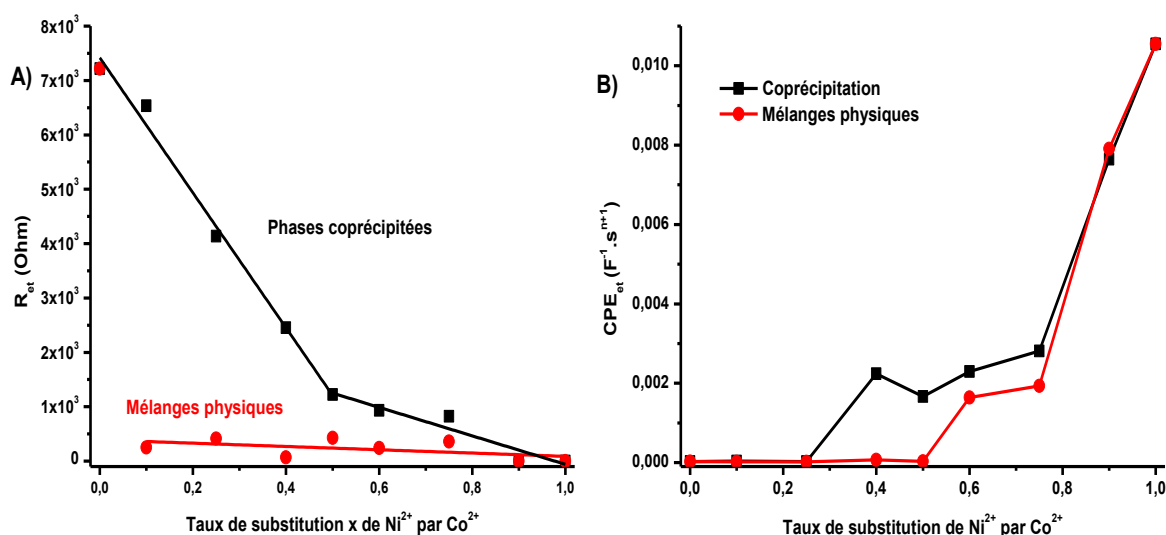 A)
8x10³
7x10³
6x10³
5x10³
4x10³
3x10³
2x10³
1x10³
0
R_et (Ohm)
Phases coprécipitées
Mélanges physiques
0,0 0,2 0,4 0,6 0,8 1,0
Taux de substitution x de Ni²⁺ par Co²⁺
B)
0,010
0,008
0,006
0,004
0,002
0,000
CPE_et (F⁻¹·s^n+1)
Coprécipitation
Mélanges physiques
0,0 0,2 0,4 0,6 0,8 1,0
Taux de substitution de Ni²⁺ par Co²⁺